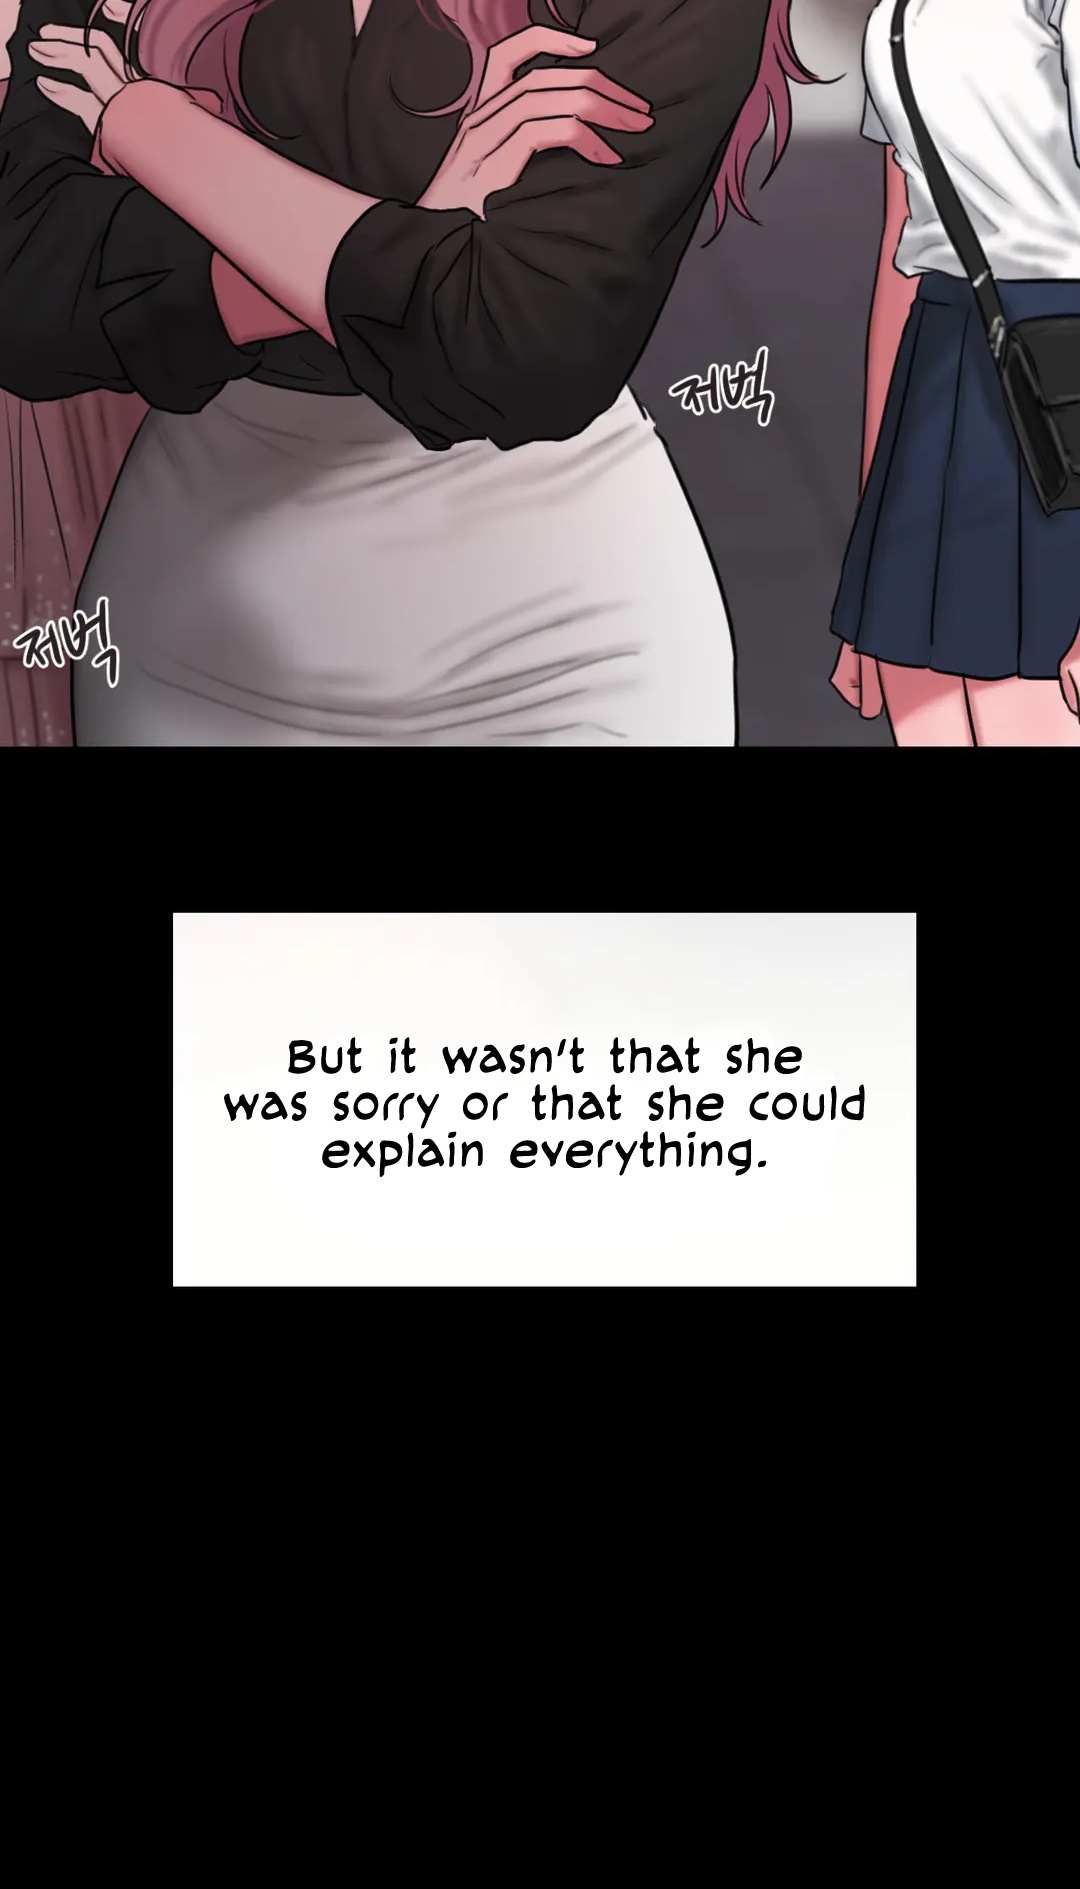 저벅
저벅
But it wasn't that she
was sorry or that she could
explain everything.